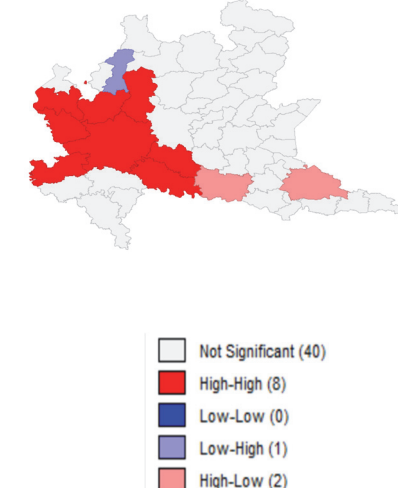 Not Significant (40)
High-High (8)
Low-Low (0)
Low-High (1)
High-Low (2)